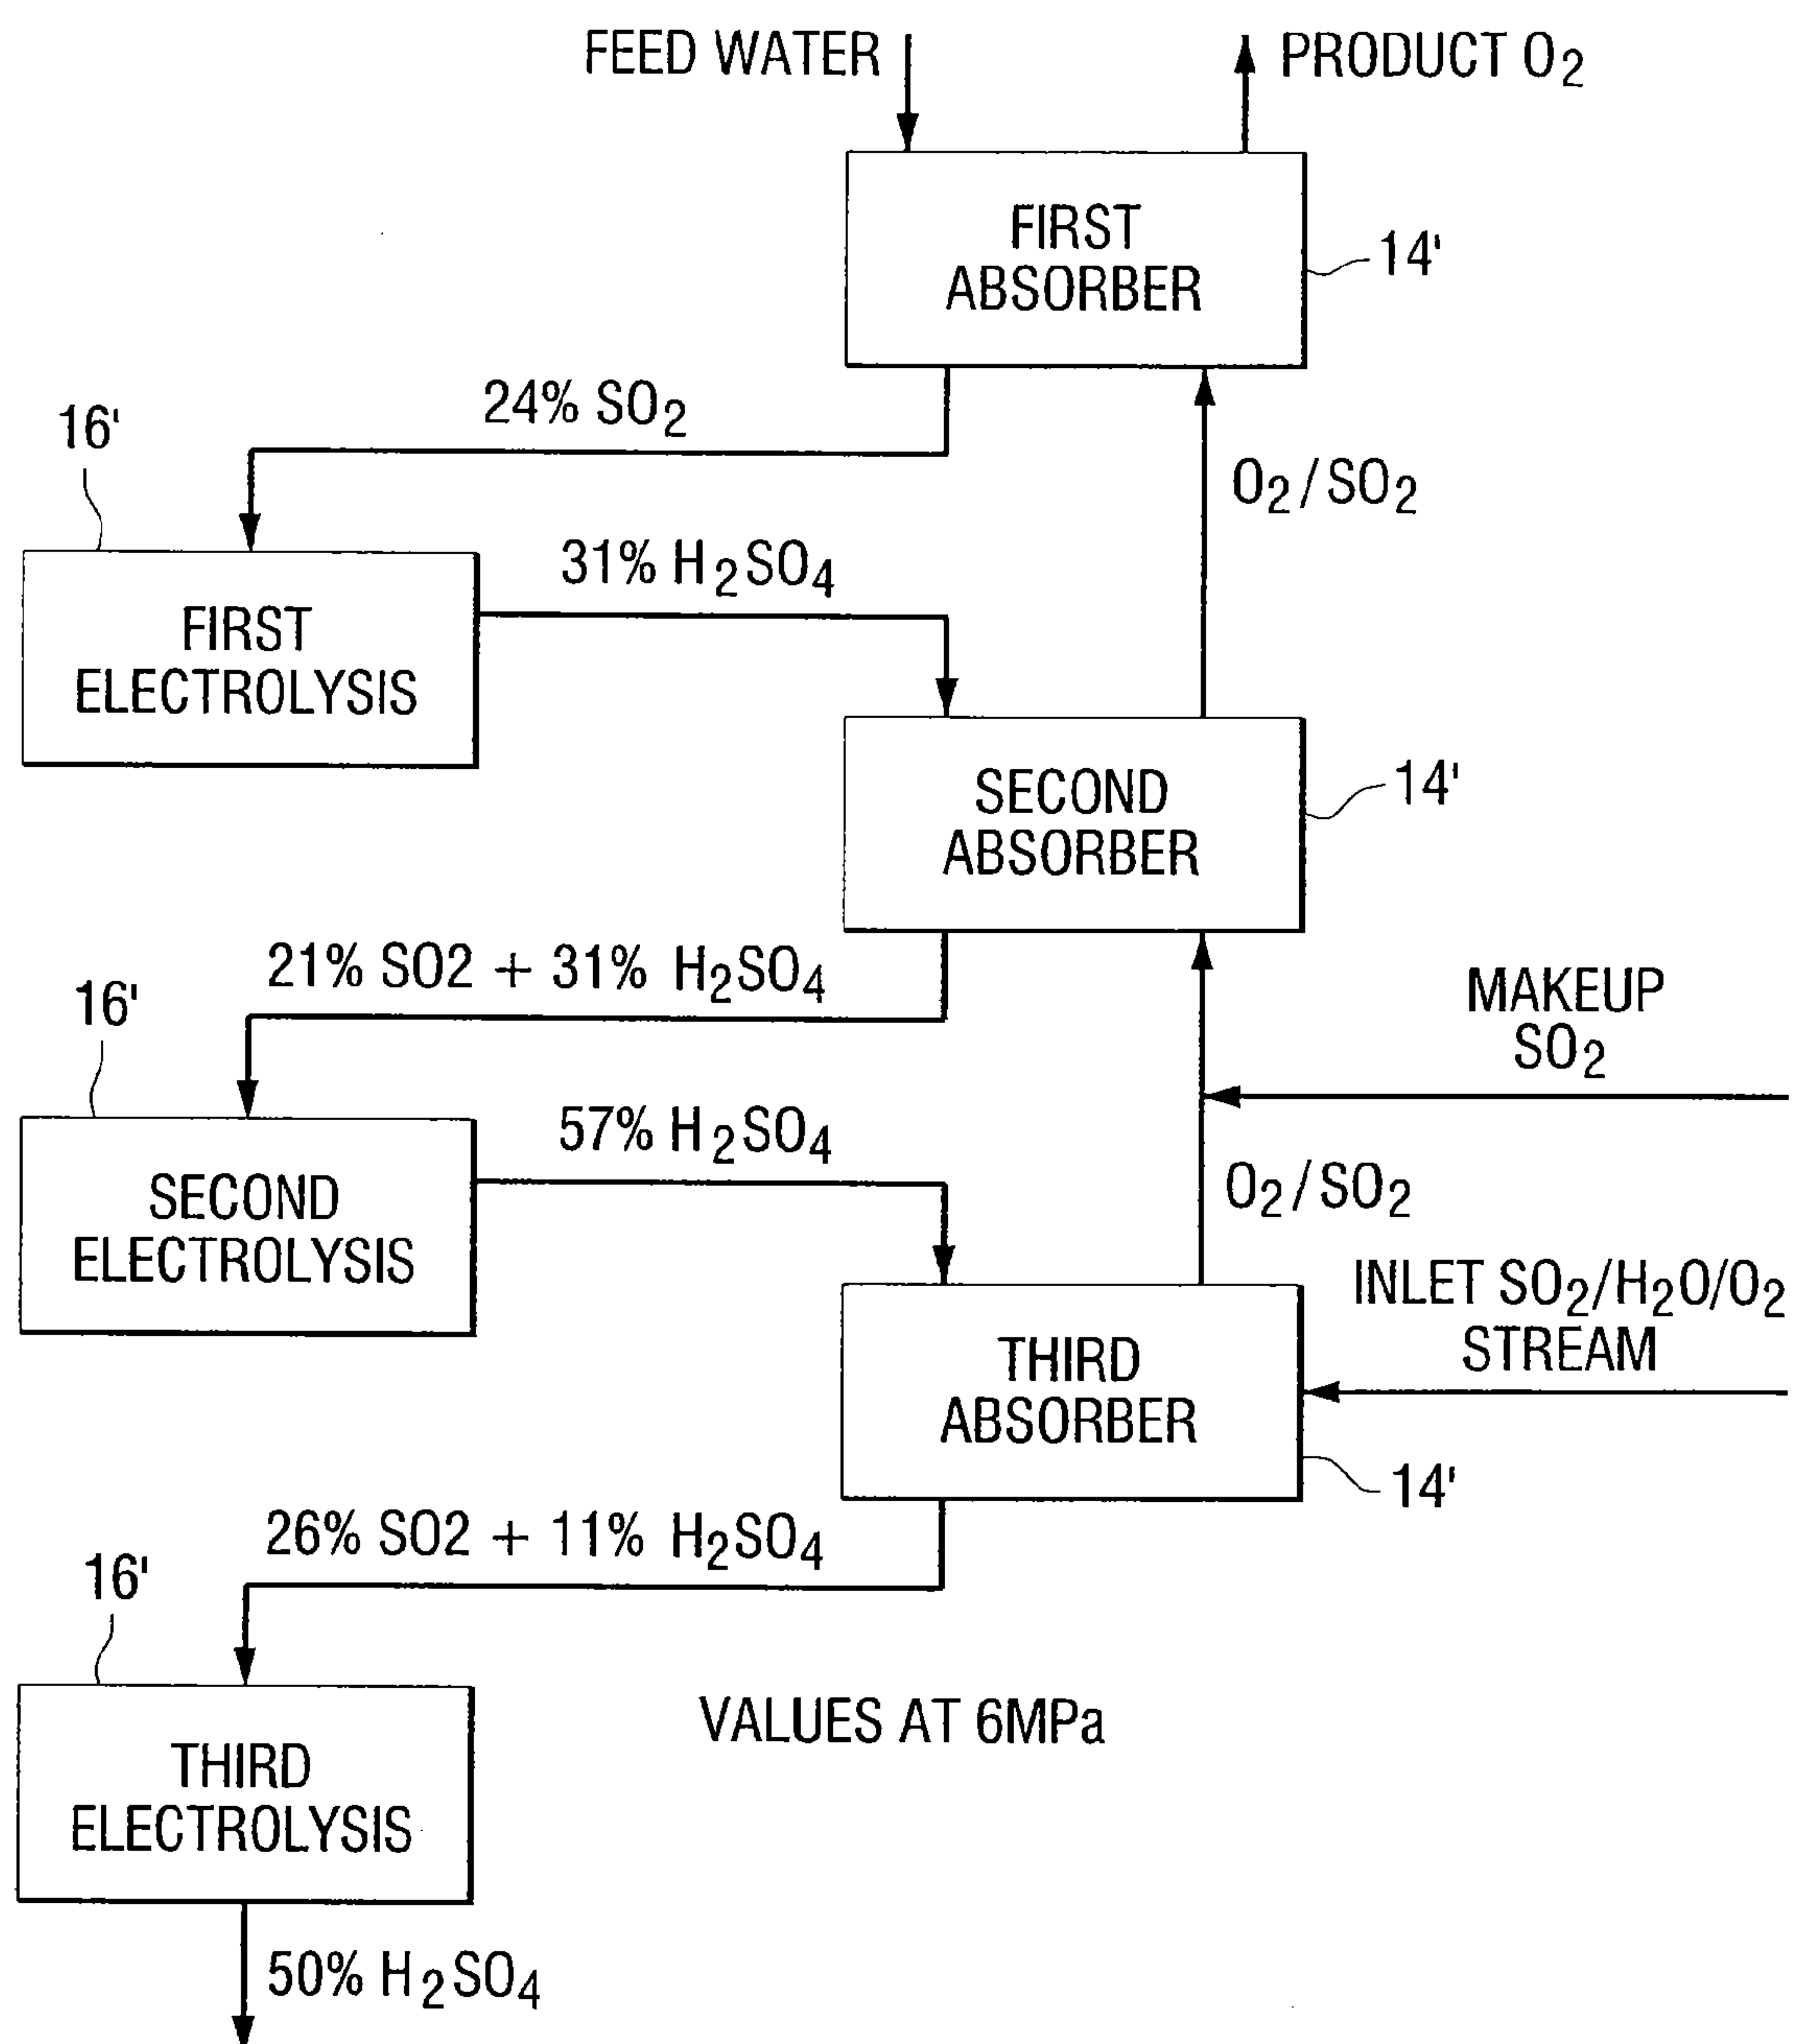 FEED WATER
PRODUCT O₂
FIRST
ABSORBER
14'
24% SO₂
16'
O₂/SO₂
31% H₂SO₄
FIRST
ELECTROLYSIS
SECOND
ABSORBER
14'
21% SO2 + 31% H₂SO₄
16'
MAKEUP
SO₂
57% H₂SO₄
SECOND
ELECTROLYSIS
O₂/SO₂
INLET SO₂/H₂O/O₂
STREAM
THIRD
ABSORBER
14'
26% SO2 + 11% H₂SO₄
16'
VALUES AT 6MPa
THIRD
ELECTROLYSIS
50% H₂SO₄